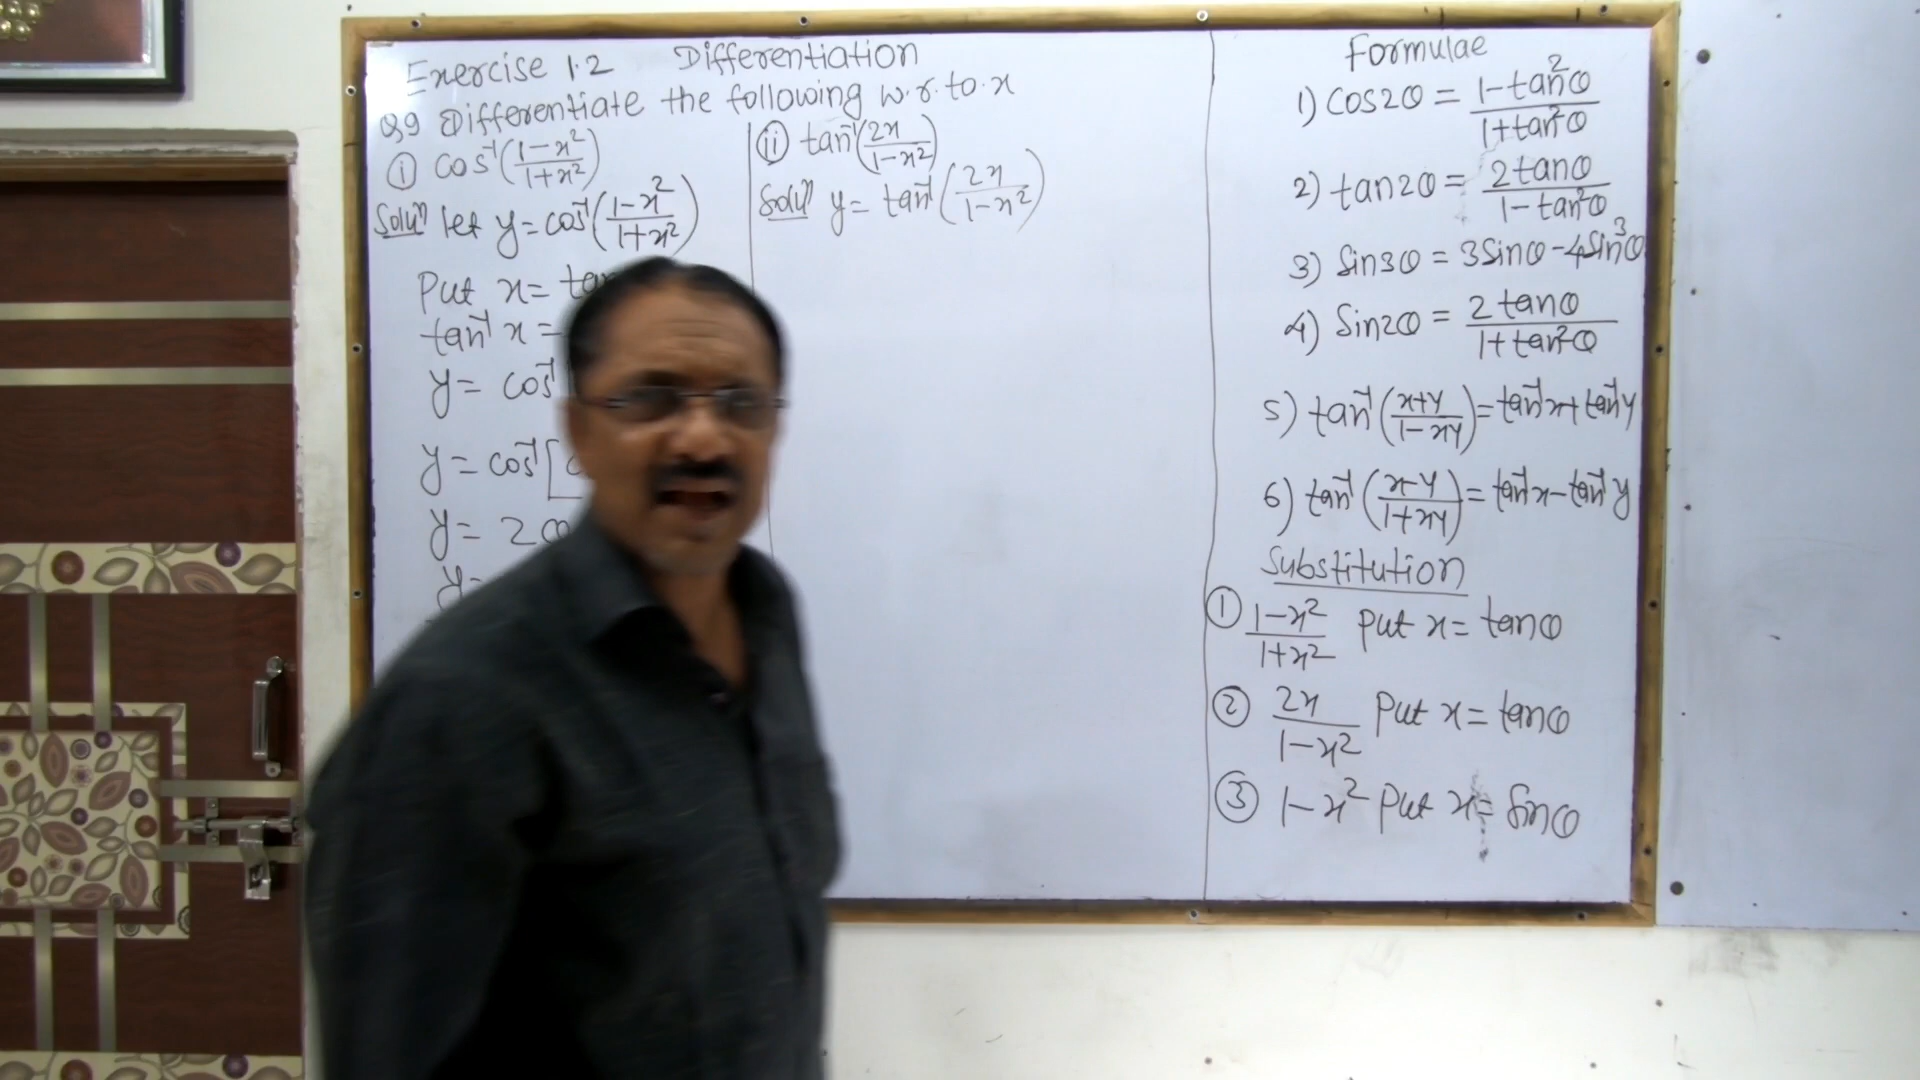 Exercise 1.2 Differentiation
Q9 Differentiate the following w.r.to.x
i cos⁻¹(1-x²/1+x²)
Soluⁿ let y = cos⁻¹(1-x²/1+x²)
Put x = tan
tan⁻¹ x =
y = cos⁻¹
y = cos⁻¹[
y = 2
y =
ii tan⁻¹(2x/1-x²)
Soluⁿ y = tan⁻¹(2x/1-x²)
Formulae
1) cos2θ = 1-tan²θ/1+tan²θ
2) tan2θ = 2tanθ/1-tan²θ
3) Sin3θ = 3Sinθ-4Sin³θ
4) Sin2θ = 2tanθ/1+tan²θ
5) tan⁻¹(x+y/1-xy) = tan⁻¹x+tan⁻¹y
6) tan⁻¹(x-y/1+xy) = tan⁻¹x-tan⁻¹y
Substitution
1 1-x²/1+x² put x = tanθ
2 2x/1-x² Put x = tanθ
3 1-x² Put x = Sinθ